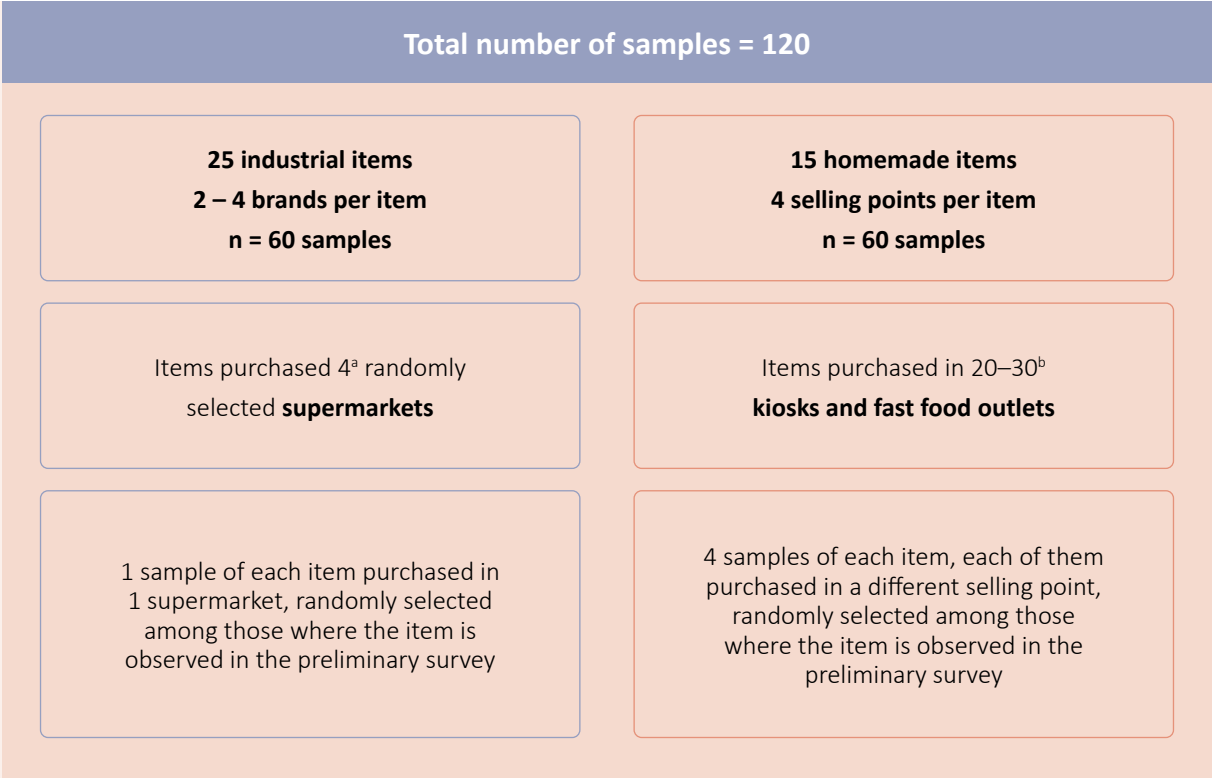 Total number of samples = 120
25 industrial items
2 – 4 brands per item
n = 60 samples
15 homemade items
4 selling points per item
n = 60 samples
Items purchased 4ᵃ randomly
selected supermarkets
Items purchased in 20–30ᵇ
kiosks and fast food outlets
1 sample of each item purchased in
1 supermarket, randomly selected
among those where the item is
observed in the preliminary survey
4 samples of each item, each of them
purchased in a different selling point,
randomly selected among those
where the item is observed in the
preliminary survey